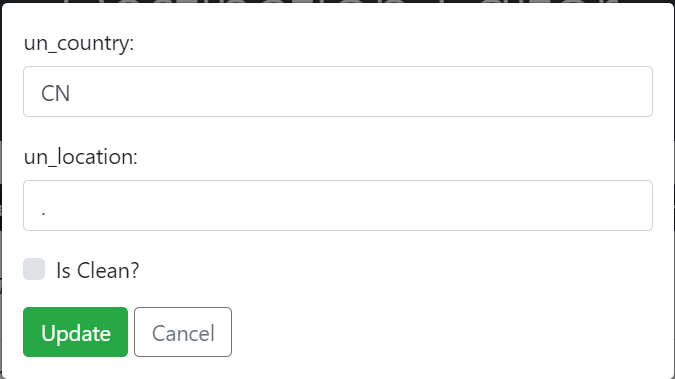 un_country:
CN
un_location:
.
Is Clean?
Update
Cancel